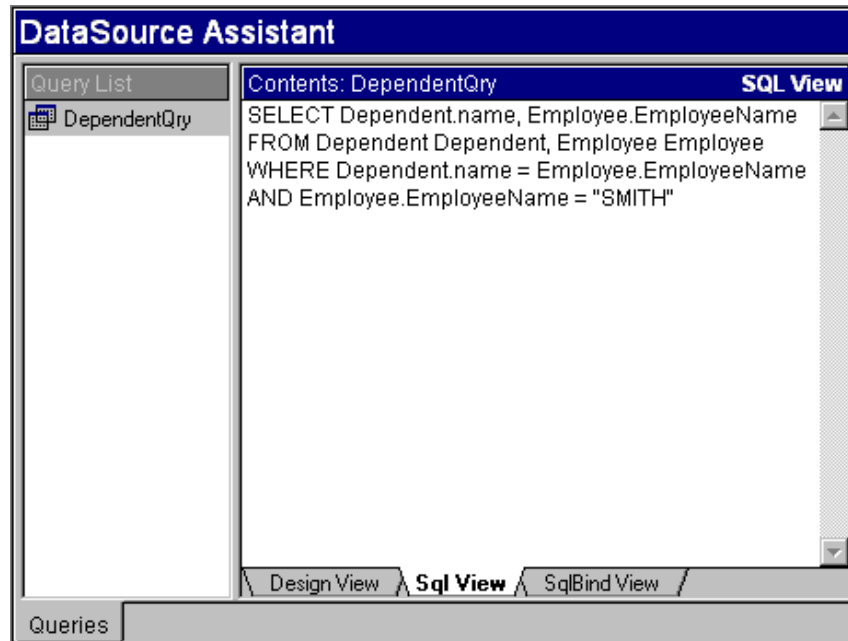 DataSource Assistant
Query List
DependentQry
Contents: DependentQry SQL View
SELECT Dependent.name, Employee.EmployeeName
FROM Dependent Dependent, Employee Employee
WHERE Dependent.name = Employee.EmployeeName
AND Employee.EmployeeName = "SMITH"
Design View Sql View SqlBind View
Queries